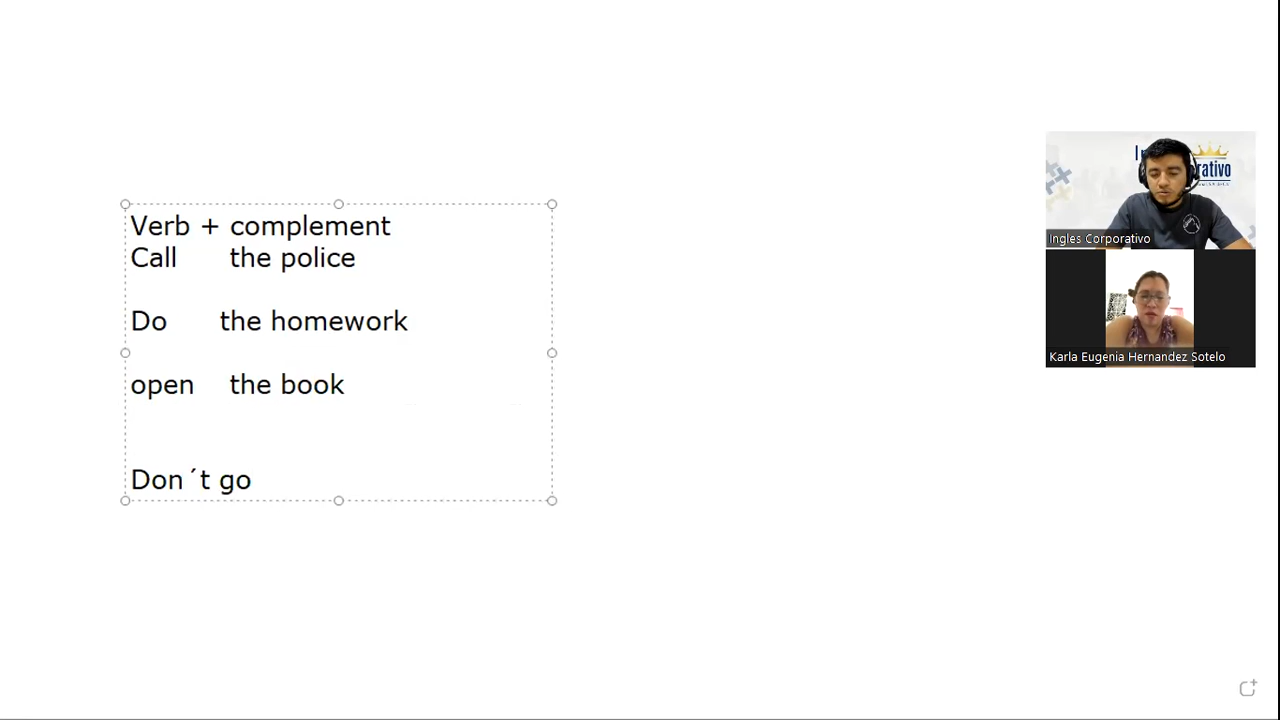 Verb + complement
Call the police
Do the homework
open the book
Don´t go
rativo
Ingles Corporativo
Karla Eugenia Hernandez Sotelo